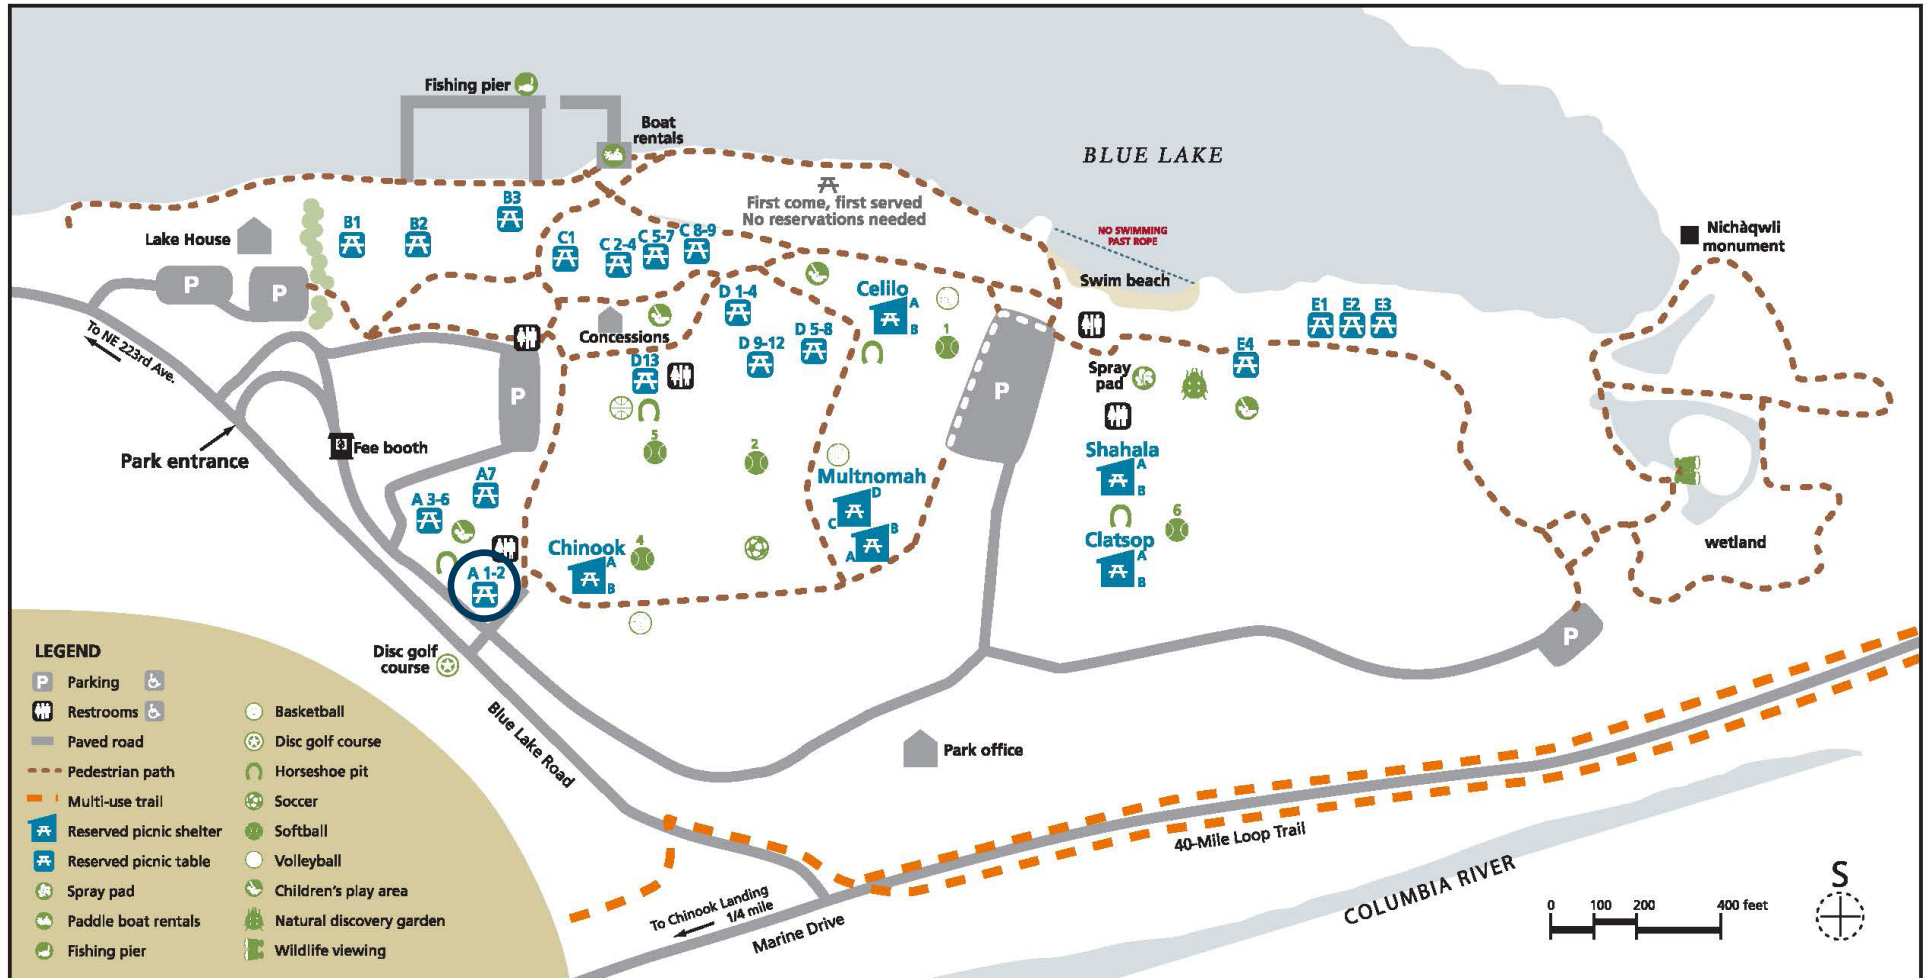 Fishing pier
Boat
rentals
BLUE LAKE
First come, first served
No reservations needed
Lake House
B1
B2
B3
C1
C 2-4
C 5-7
C 8-9
NO SWIMMING
PAST ROPE
Swim beach
Nichàqwli
monument
P
P
To NE 223rd Ave.
Concessions
D 1-4
D 5-8
D 9-12
D13
Celilo
A
B
1
E1
E2
E3
E4
P
P
Spray
pad
Park entrance
Fee booth
5
2
A7
A 3-6
A 1-2
Multnomah
D
C
B
A
Shahala
A
B
6
Clatsop
A
B
Chinook
A
B
4
wetland
P
Disc golf
course
Blue Lake Road
Park office
40-Mile Loop Trail
To Chinook Landing
1/4 mile
Marine Drive
COLUMBIA RIVER
0 100 200 400 feet
S
LEGEND
P Parking
Restrooms
Paved road
Pedestrian path
Multi-use trail
Reserved picnic shelter
Reserved picnic table
Spray pad
Paddle boat rentals
Fishing pier
Basketball
Disc golf course
Horseshoe pit
Soccer
Softball
Volleyball
Children's play area
Natural discovery garden
Wildlife viewing